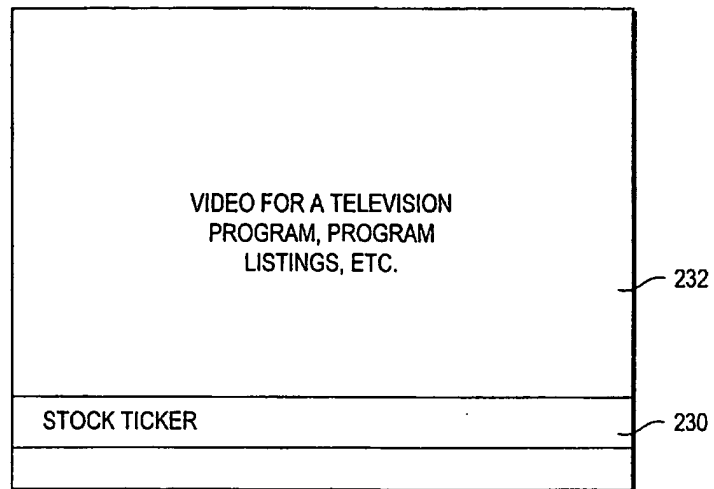 VIDEO FOR A TELEVISION
PROGRAM, PROGRAM
LISTINGS, ETC.
232
STOCK TICKER
230